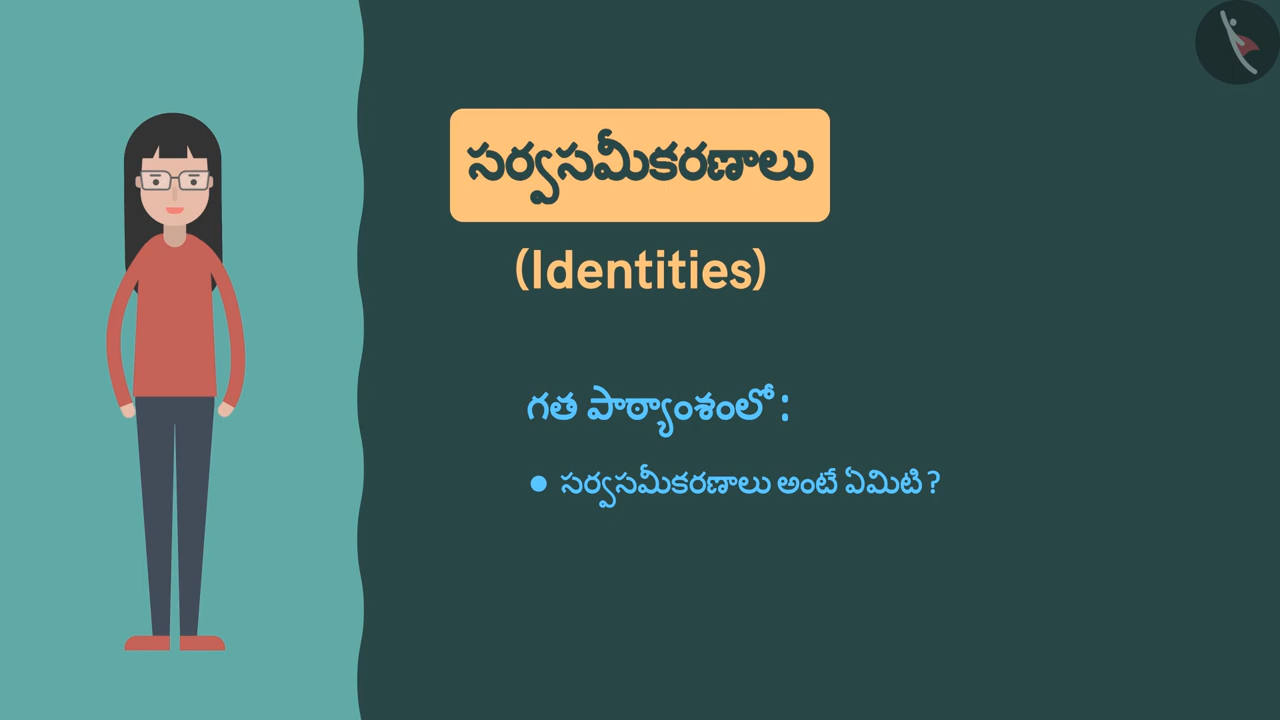 సర్వసమీకరణాలు
(Identities)
గత పాఠ్యాంశంలో :
● సర్వసమీకరణాలు అంటే ఏమిటి ?